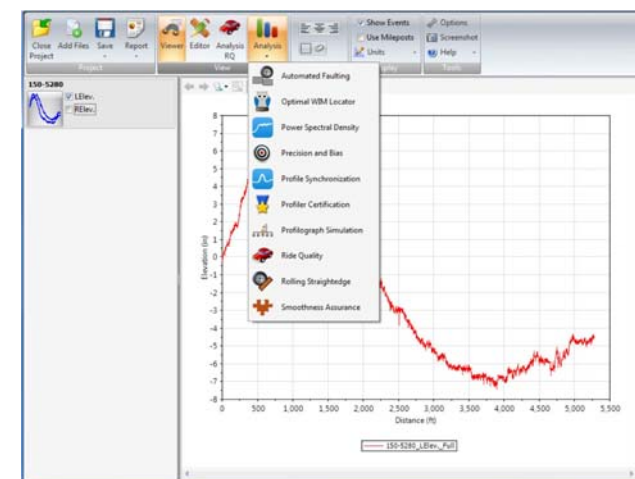 Close Project
Add Files
Save
Report
Viewer
Editor
Analysis RQ
Analysis
Show Events
Use Mileposts
Units
Options
Screenshot
Help
Project
View
Tools
150-5280
LElev.
RElev.
Automated Faulting
Optimal WIM Locator
Power Spectral Density
Precision and Bias
Profile Synchronization
Profiler Certification
Profilograph Simulation
Ride Quality
Rolling Straightedge
Smoothness Assurance
Elevation (in)
8
7
6
5
4
3
2
1
0
-1
-2
-3
-4
-5
-6
-7
-8
0 500 1,000 1,500 2,000 2,500 3,000 3,500 4,000 4,500 5,000 5,500
Distance (ft)
150-5280_LElev._Full